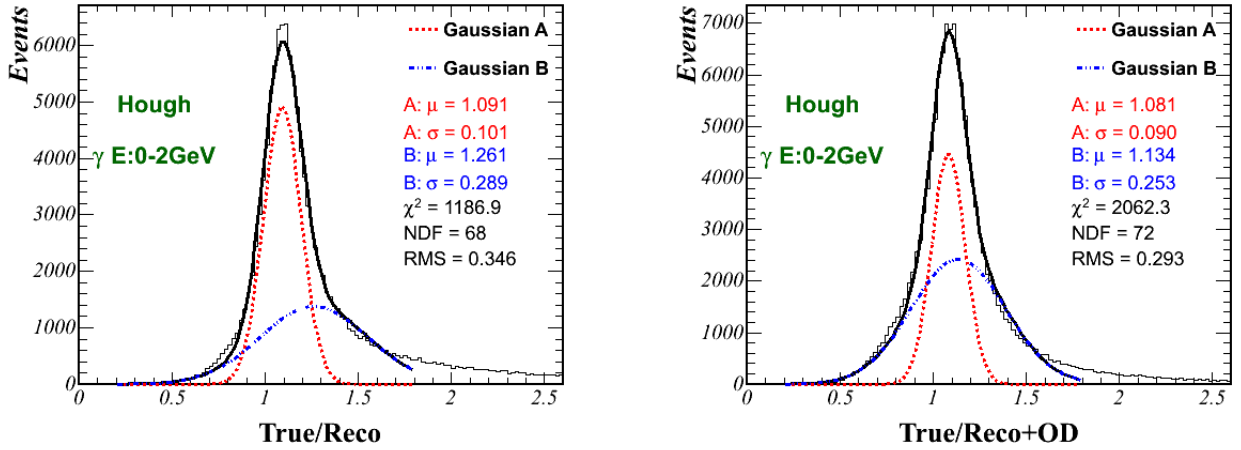 Events
6000
5000
4000
3000
2000
1000
0
Hough
γ E:0-2GeV
Gaussian A
Gaussian B
A: μ = 1.091
A: σ = 0.101
B: μ = 1.261
B: σ = 0.289
χ² = 1186.9
NDF = 68
RMS = 0.346
0 0.5 1 1.5 2 2.5
True/Reco
Events
7000
6000
5000
4000
3000
2000
1000
0
Hough
γ E:0-2GeV
Gaussian A
Gaussian B
A: μ = 1.081
A: σ = 0.090
B: μ = 1.134
B: σ = 0.253
χ² = 2062.3
NDF = 72
RMS = 0.293
0 0.5 1 1.5 2 2.5
True/Reco+OD